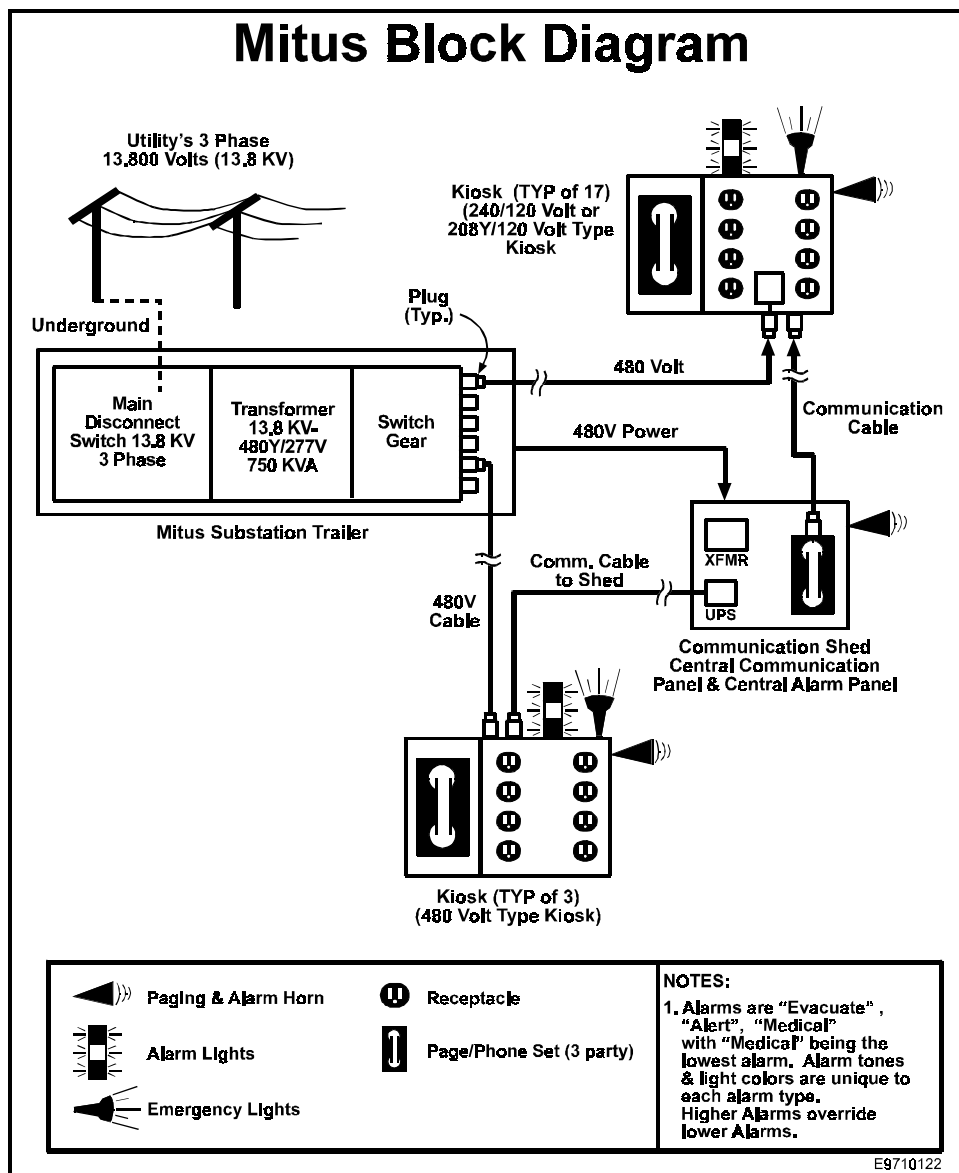 Mitus Block Diagram
Utility's 3 Phase
13.800 Volts (13.8 KV)
Kiosk (TYP of 17)
(240/120 Volt or
208Y/120 Volt Type
Kiosk
Plug
(Typ.)
Underground
480 Volt
Main
Disconnect
Switch 13.8 KV
3 Phase
Transformer
13.8 KV-
480Y/277V
750 KVA
Switch
Gear
480V Power
Communication
Cable
Mitus Substation Trailer
XFMR
UPS
Comm. Cable
to Shed
480V
Cable
Communication Shed
Central Communication
Panel & Central Alarm Panel
Kiosk (TYP of 3)
(480 Volt Type Kiosk)
Paging & Alarm Horn
Alarm Lights
Emergency Lights
Receptacle
Page/Phone Set (3 party)
NOTES:
1. Alarms are "Evacuate" ,
"Alert", "Medical"
with "Medical" being the
lowest alarm. Alarm tones
& light colors are unique to
each alarm type.
Higher Alarms override
lower Alarms.
E9710122